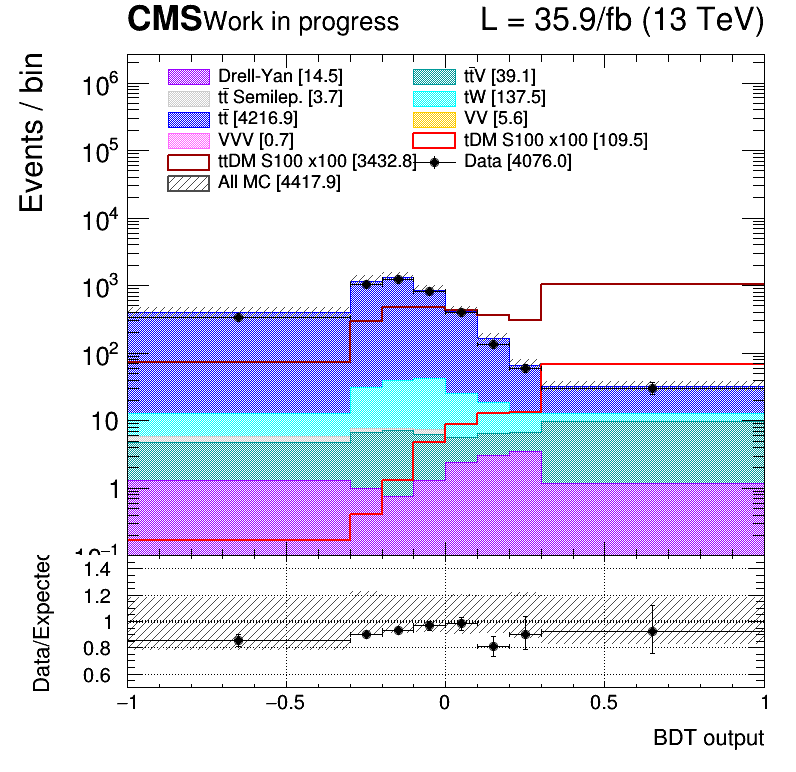 CMS Work in progress L = 35.9/fb (13 TeV)
Events / bin
Drell-Yan [14.5] tt̄V [39.1]
tt̄ Semilep. [3.7] tW [137.5]
tt̄ [4216.9] VV [5.6]
VVV [0.7] tDM S100 x100 [109.5]
ttDM S100 x100 [3432.8] Data [4076.0]
All MC [4417.9]
10⁶
10⁵
10⁴
10³
10²
10
1
10⁻¹
Data/Expected
1.4
1.2
1
0.8
0.6
−1 −0.5 0 0.5 1
BDT output